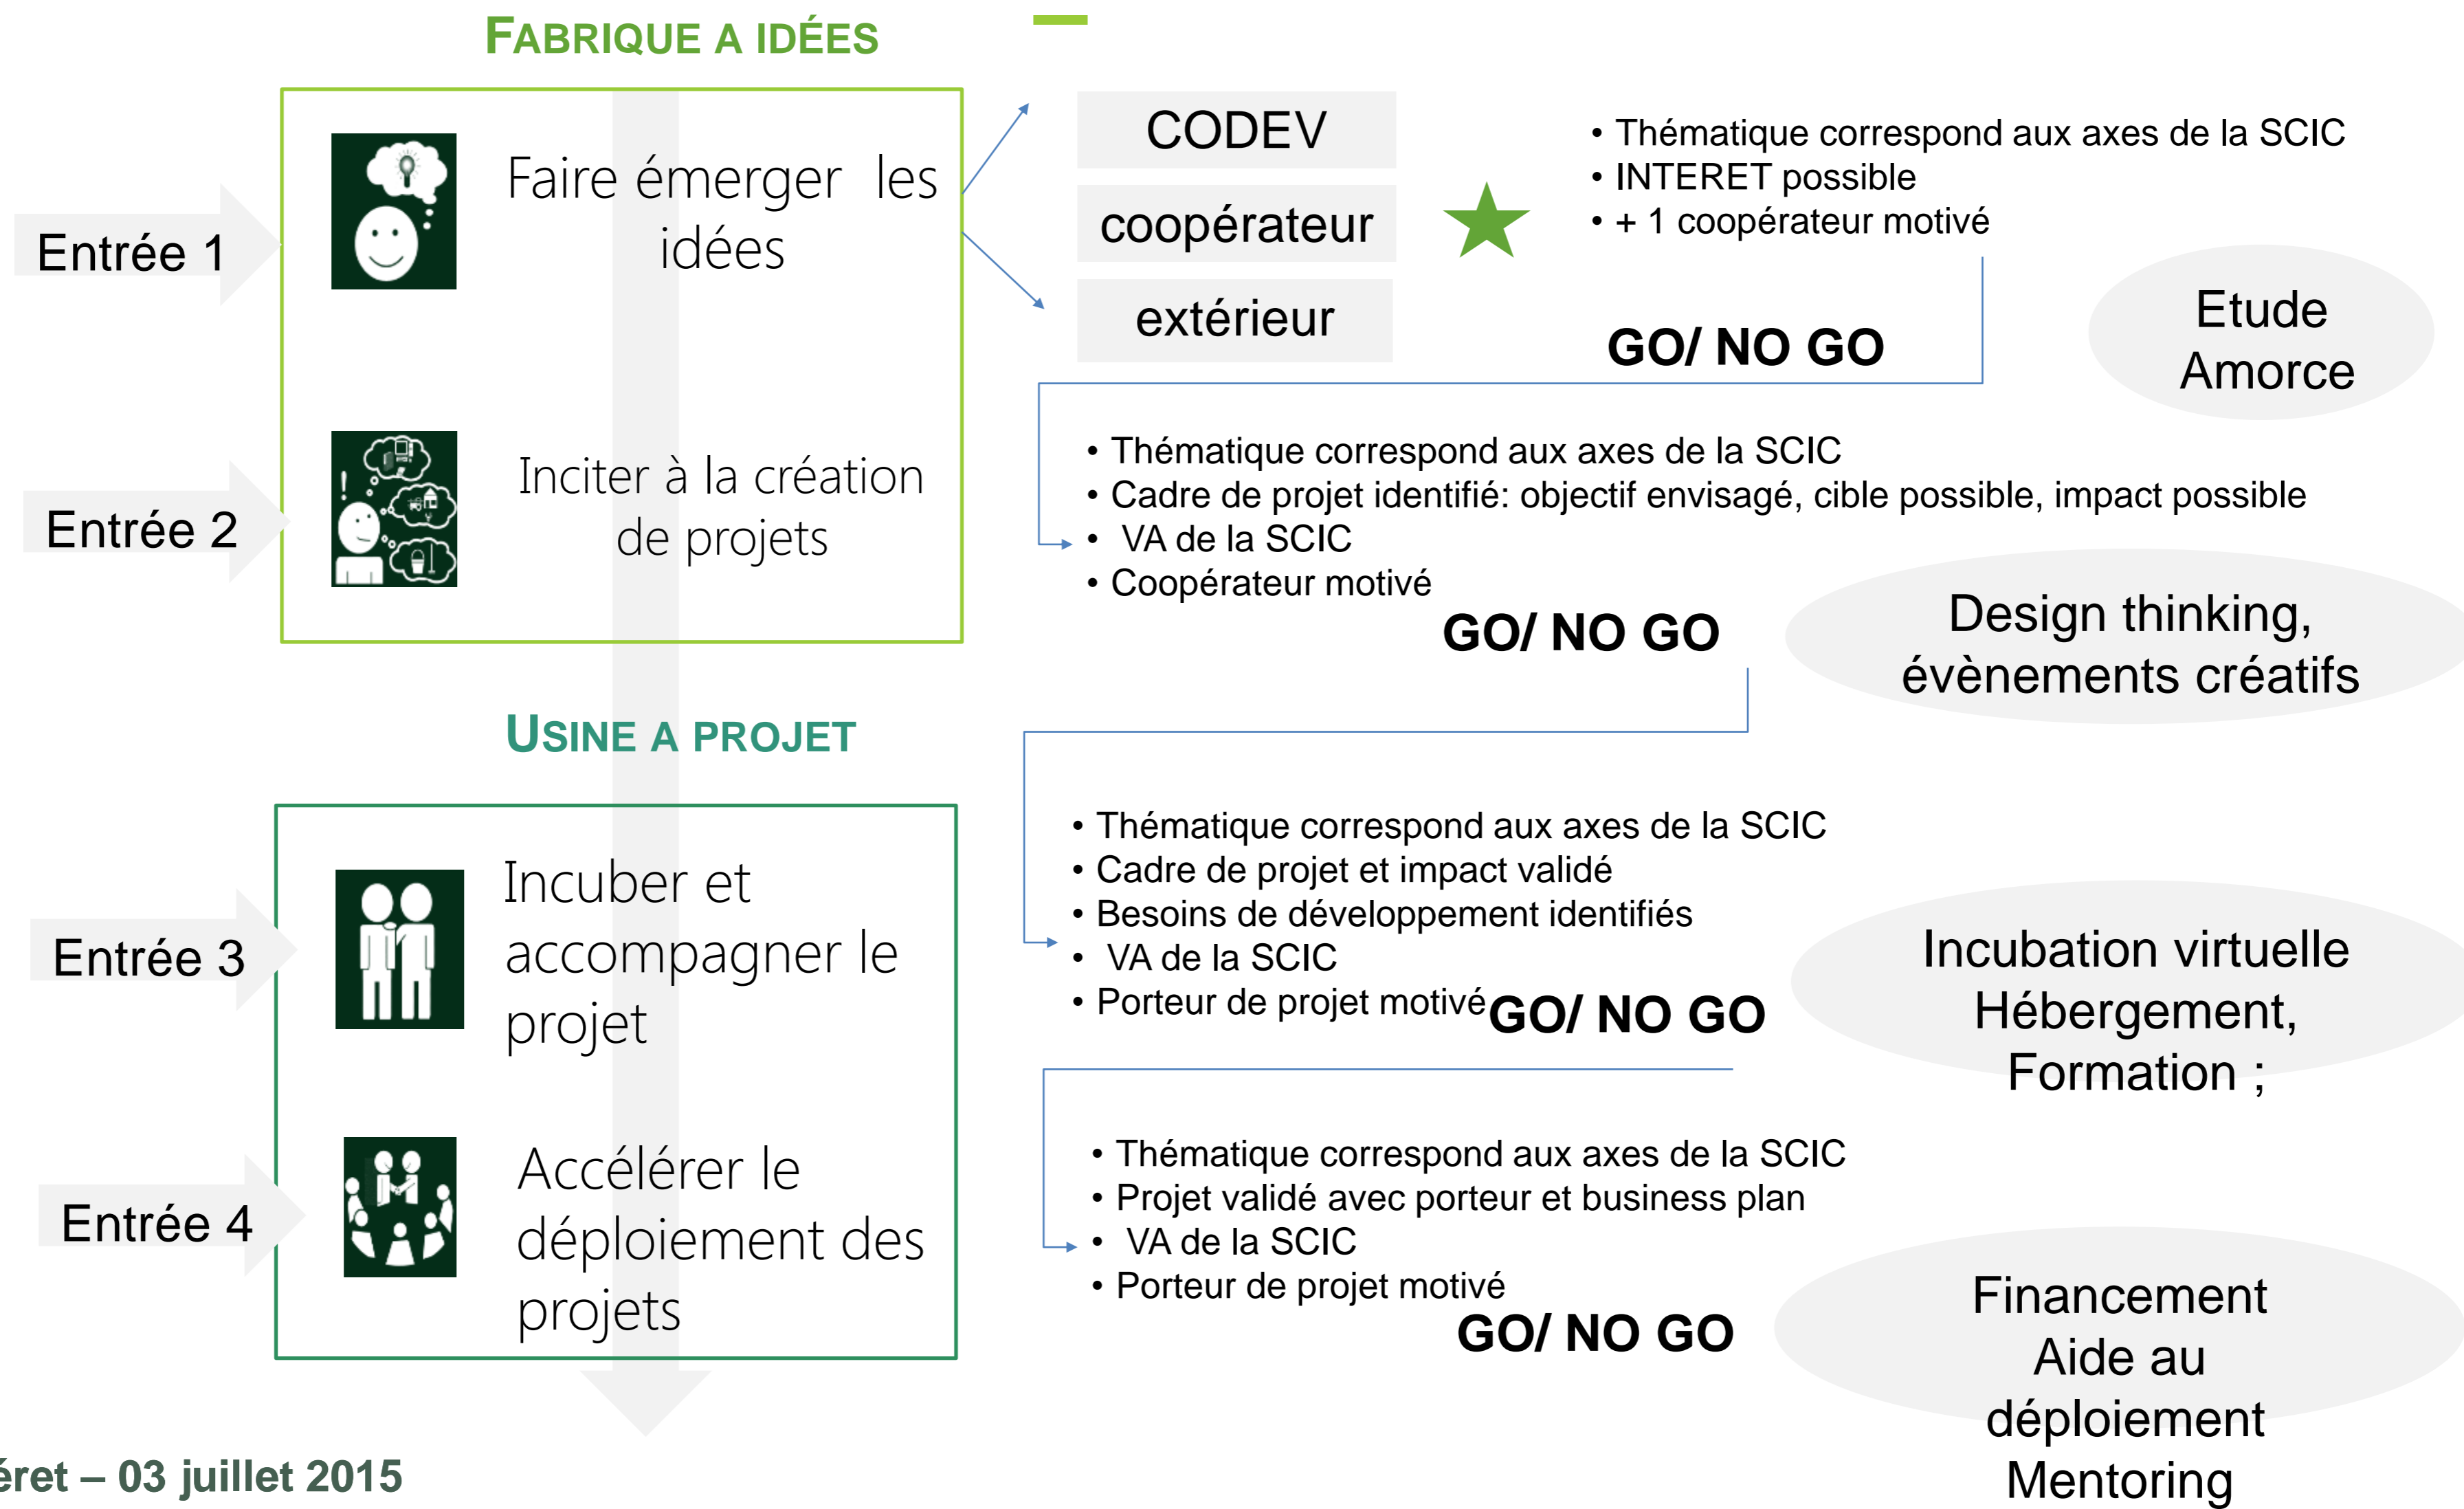 FABRIQUE A IDÉES
Entrée 1
Faire émerger les
idées
CODEV
coopérateur
extérieur
• Thématique correspond aux axes de la SCIC
• INTERET possible
• + 1 coopérateur motivé
GO/ NO GO
Etude
Amorce
Entrée 2
Inciter à la création
de projets
• Thématique correspond aux axes de la SCIC
• Cadre de projet identifié: objectif envisagé, cible possible, impact possible
• VA de la SCIC
• Coopérateur motivé
GO/ NO GO
Design thinking,
évènements créatifs
USINE A PROJET
Entrée 3
Incuber et
accompagner le
projet
• Thématique correspond aux axes de la SCIC
• Cadre de projet et impact validé
• Besoins de développement identifiés
• VA de la SCIC
• Porteur de projet motivé
GO/ NO GO
Incubation virtuelle
Hébergement,
Formation ;
Entrée 4
Accélérer le
déploiement des
projets
• Thématique correspond aux axes de la SCIC
• Projet validé avec porteur et business plan
• VA de la SCIC
• Porteur de projet motivé
GO/ NO GO
Financement
Aide au
déploiement
Mentoring
éret – 03 juillet 2015